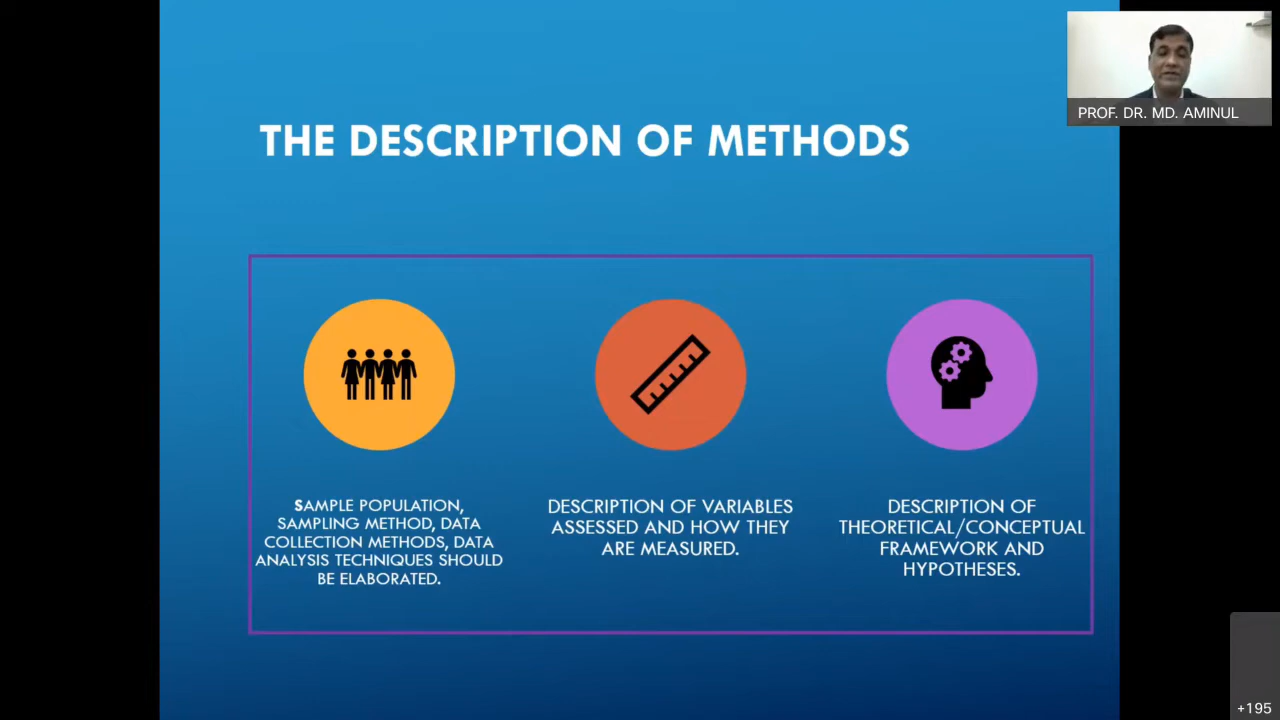 PROF. DR. MD. AMINUL
THE DESCRIPTION OF METHODS
SAMPLE POPULATION,
SAMPLING METHOD, DATA
COLLECTION METHODS, DATA
ANALYSIS TECHNIQUES SHOULD
BE ELABORATED.
DESCRIPTION OF VARIABLES
ASSESSED AND HOW THEY
ARE MEASURED.
DESCRIPTION OF
THEORETICAL/CONCEPTUAL
FRAMEWORK AND
HYPOTHESES.
+195